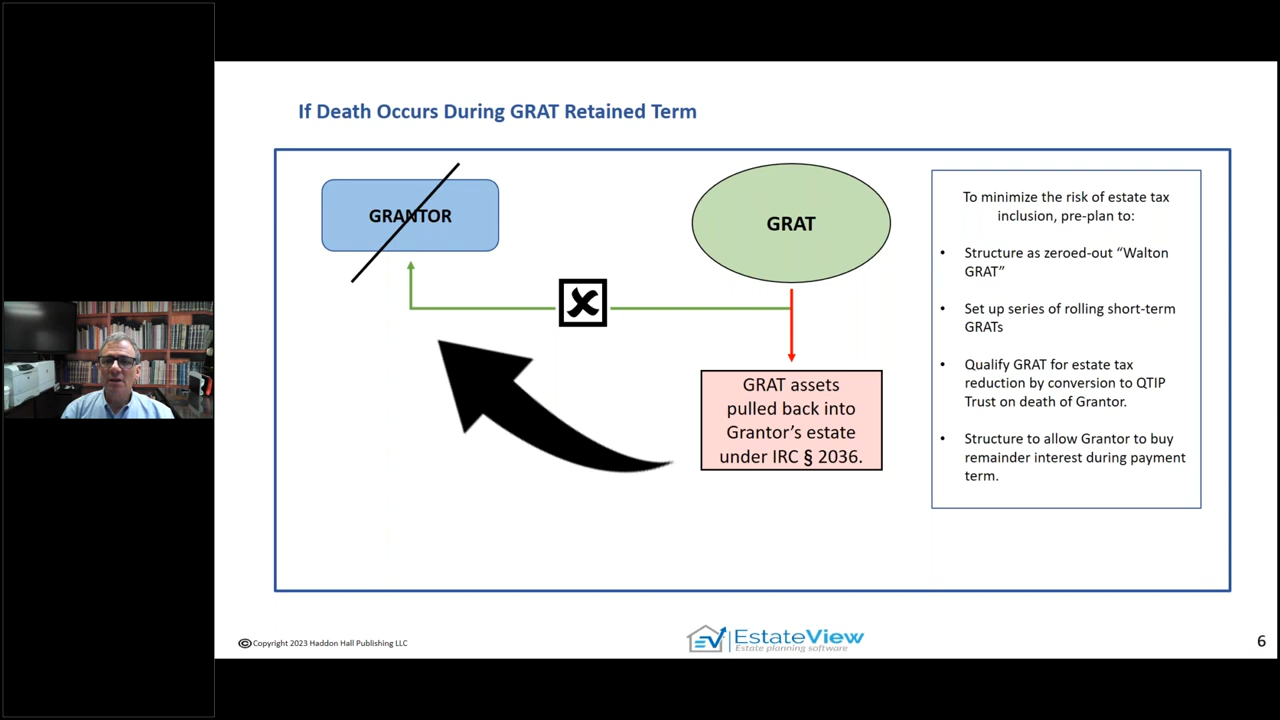 If Death Occurs During GRAT Retained Term
GRANTOR
GRAT
GRAT assets
pulled back into
Grantor's estate
under IRC § 2036.
To minimize the risk of estate tax
inclusion, pre-plan to:
• Structure as zeroed-out “Walton
GRAT”
• Set up series of rolling short-term
GRATs
• Qualify GRAT for estate tax
reduction by conversion to QTIP
Trust on death of Grantor.
• Structure to allow Grantor to buy
remainder interest during payment
term.
© Copyright 2023 Haddon Hall Publishing LLC
EV EstateView
Estate planning software
6